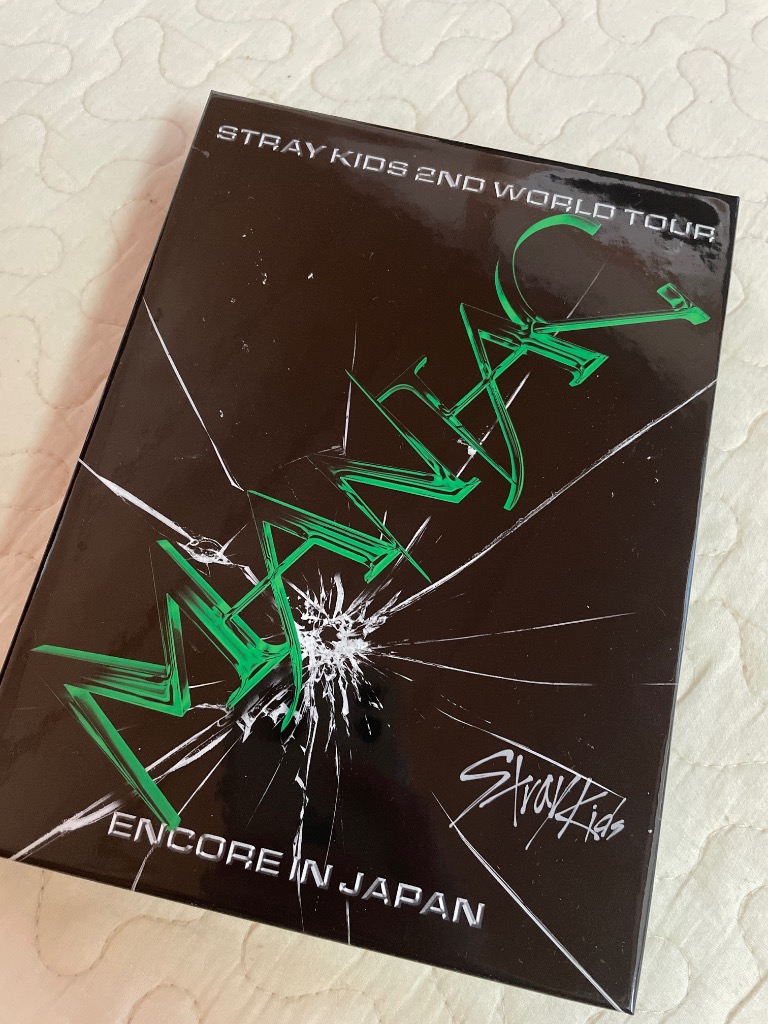 STRAY KIDS 2ND WORLD TOUR
MANIAC
Stray Kids
ENCORE IN JAPAN